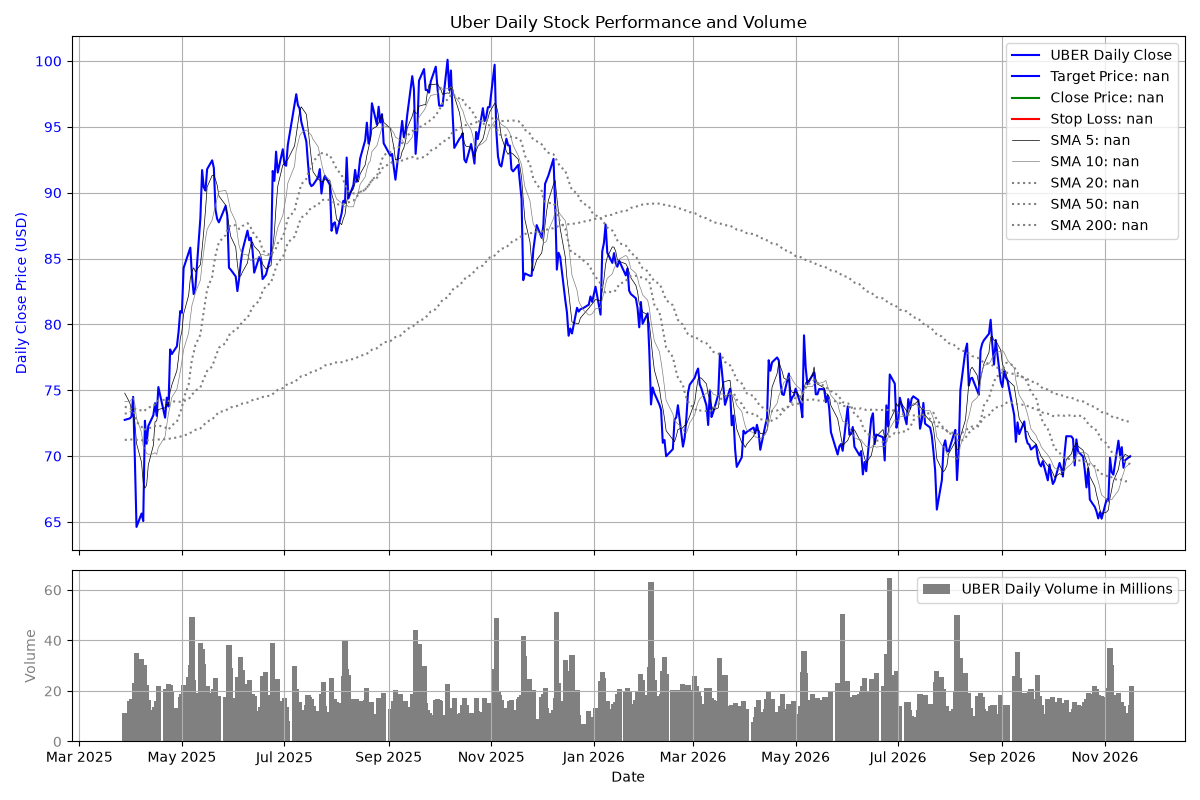 Uber Daily Stock Performance and Volume
Daily Close Price (USD)
100
95
90
85
80
75
70
65
UBER Daily Close
Target Price: nan
Close Price: nan
Stop Loss: nan
SMA 5: nan
SMA 10: nan
SMA 20: nan
SMA 50: nan
SMA 200: nan
Volume
60
40
20
0
UBER Daily Volume in Millions
Mar 2025 May 2025 Jul 2025 Sep 2025 Nov 2025 Jan 2026 Mar 2026 May 2026 Jul 2026 Sep 2026 Nov 2026
Date